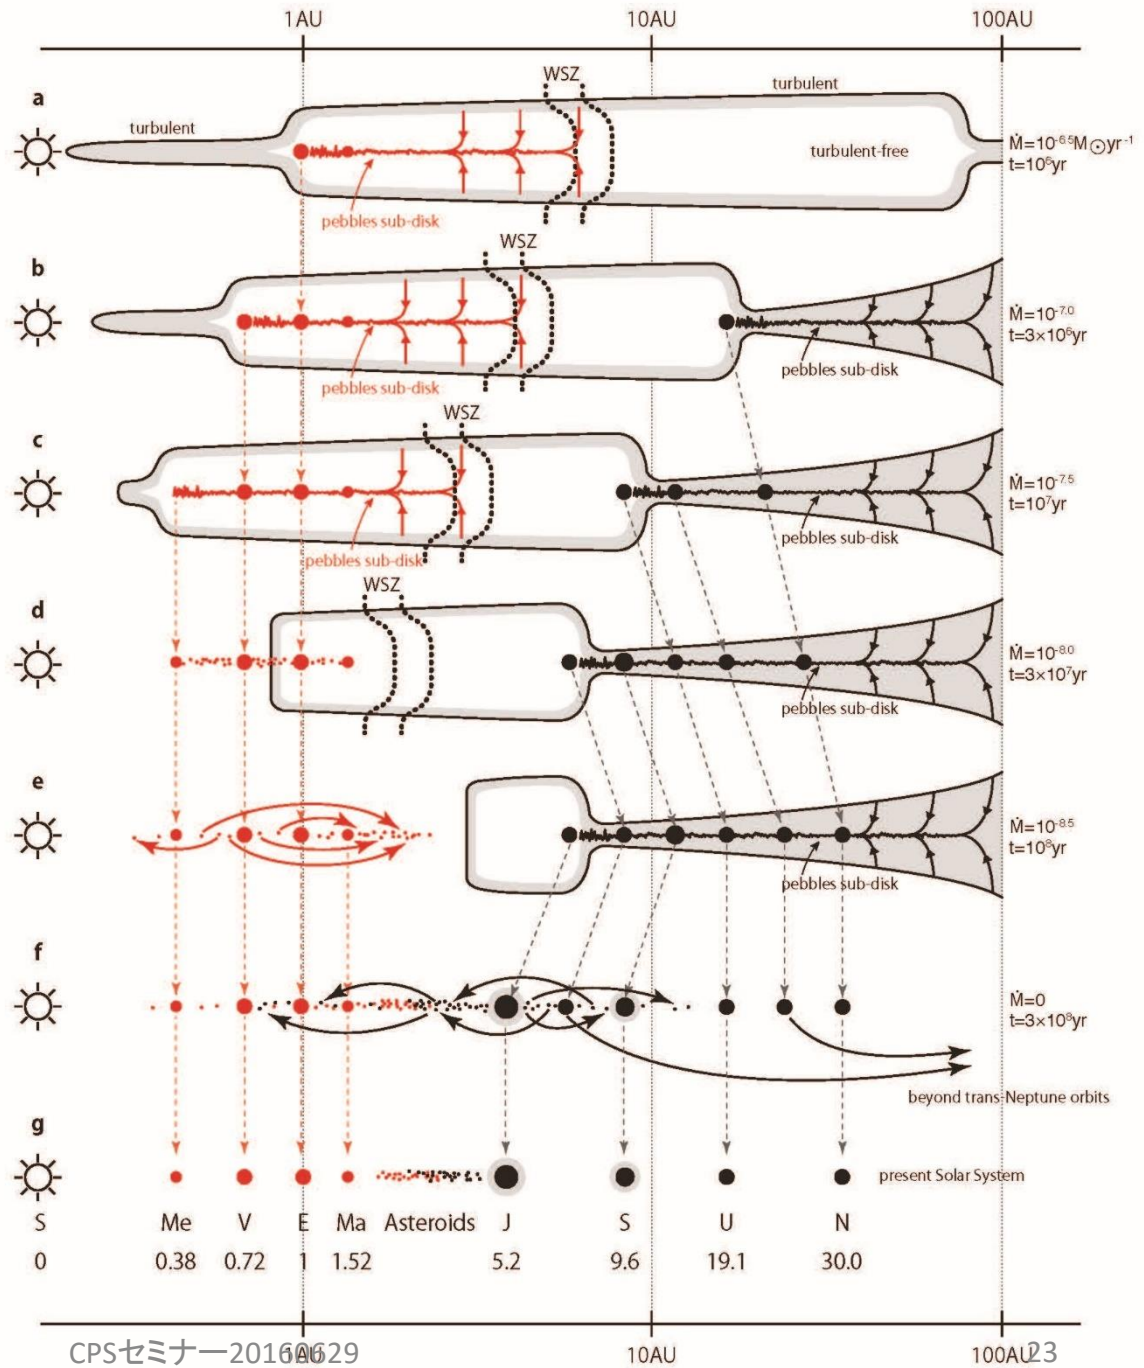 1AU 10AU 100AU
a
WSZ
turbulent
turbulent
turbulent-free
Ṁ=10⁻⁶·⁵M⊙yr⁻¹
t=10⁶yr
pebbles sub-disk
b
WSZ
Ṁ=10⁻⁷·⁰
t=3×10⁶yr
pebbles sub-disk
pebbles sub-disk
c
WSZ
Ṁ=10⁻⁷·⁵
t=10⁷yr
pebbles sub-disk
pebbles sub-disk
d
WSZ
Ṁ=10⁻⁸·⁰
t=3×10⁷yr
pebbles sub-disk
e
Ṁ=10⁻⁸·⁵
t=10⁸yr
pebbles sub-disk
f
Ṁ=0
t=3×10⁸yr
beyond trans-Neptune orbits
g
present Solar System
S Me V E Ma Asteroids J S U N
0 0.38 0.72 1 1.52 5.2 9.6 19.1 30.0
1AU 10AU 100AU
CPSセミナー20160629 23